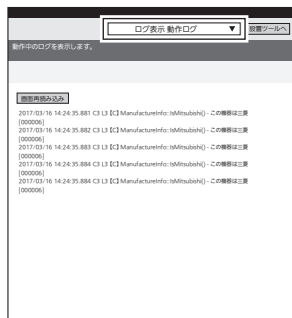 ログ表示 動作ログ ▼
設置ツールへ
動作中のログを表示します。
画面再読み込み
2017/03/16 14:24:35.881 C3 L3 【C】 ManufactureInfo::IsMitsubishi() - この機器は三菱
[000006]
2017/03/16 14:24:35.883 C3 L3 【C】 ManufactureInfo::IsMitsubishi() - この機器は三菱
[000006]
2017/03/16 14:24:35.884 C3 L3 【C】 ManufactureInfo::IsMitsubishi() - この機器は三菱
[000006]
2017/03/16 14:24:35.884 C3 L3 【C】 ManufactureInfo::IsMitsubishi() - この機器は三菱
[000006]
2017/03/16 14:24:35.884 C3 L3 【C】 ManufactureInfo::IsMitsubishi() - この機器は三菱
[000006]